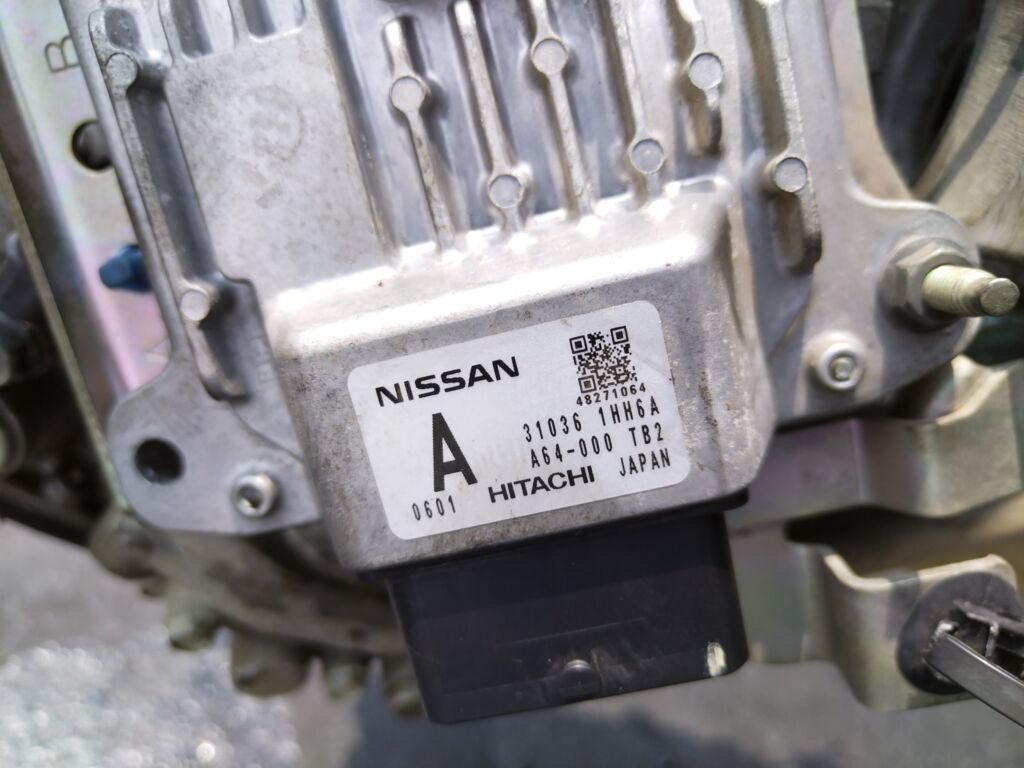 B
NISSAN
48271064
A
31036 1HH6A
A64-000 TB2
0601 HITACHI JAPAN